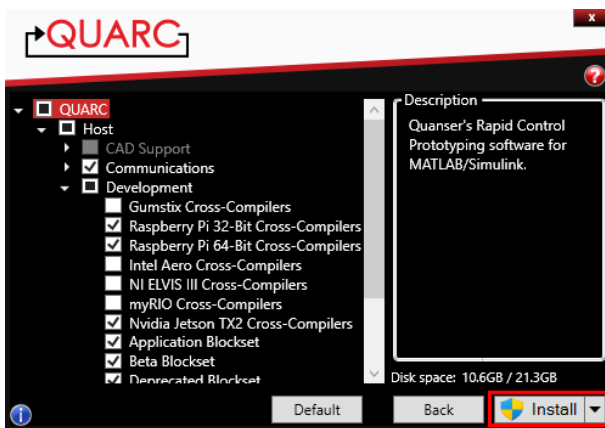 QUARC
x
?
QUARC
Host
CAD Support
Communications
Development
Gumstix Cross-Compilers
Raspberry Pi 32-Bit Cross-Compilers
Raspberry Pi 64-Bit Cross-Compilers
Intel Aero Cross-Compilers
NI ELVIS III Cross-Compilers
myRIO Cross-Compilers
Nvidia Jetson TX2 Cross-Compilers
Application Blockset
Beta Blockset
Deprecated Blockset
Description
Quanser's Rapid Control
Prototyping software for
MATLAB/Simulink.
Disk space: 10.6GB / 21.3GB
i
Default
Back
Install